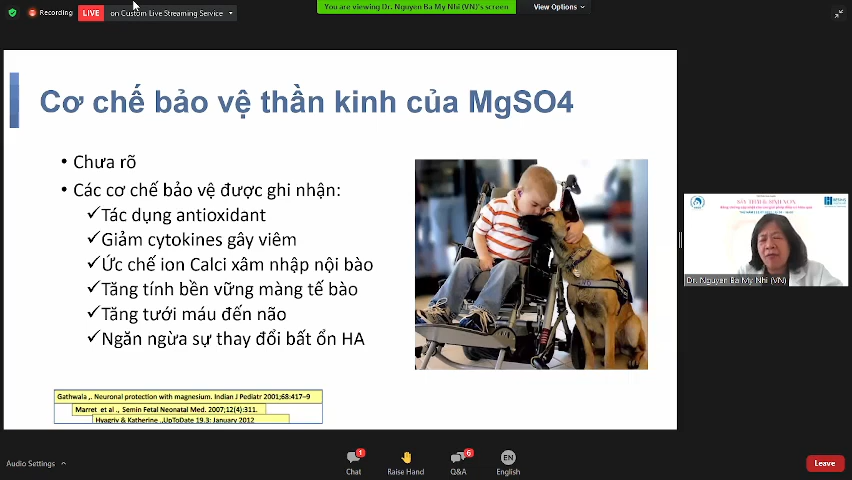 Recording
LIVE
on Custom Live Streaming Service
You are viewing Dr. Nguyen Ba My Nhi (VN)'s screen
View Options
Cơ chế bảo vệ thần kinh của MgSO4
• Chưa rõ
• Các cơ chế bảo vệ được ghi nhận:
✓Tác dụng antioxidant
✓Giảm cytokines gây viêm
✓Ức chế ion Calci xâm nhập nội bào
✓Tăng tính bền vững màng tế bào
✓Tăng tưới máu đến não
✓Ngăn ngừa sự thay đổi bất ổn HA
Gathwala ,. Neuronal protection with magnesium. Indian J Pediatr 2001;68:417–9
Marret et al ., Semin Fetal Neonatal Med. 2007;12(4):311.
Hyagriv & Katherine .,UpToDate 19.3: January 2012
Dr. Nguyen Ba My Nhi (VN)
Audio Settings
1
Chat
Raise Hand
6
Q&A
EN
English
Leave